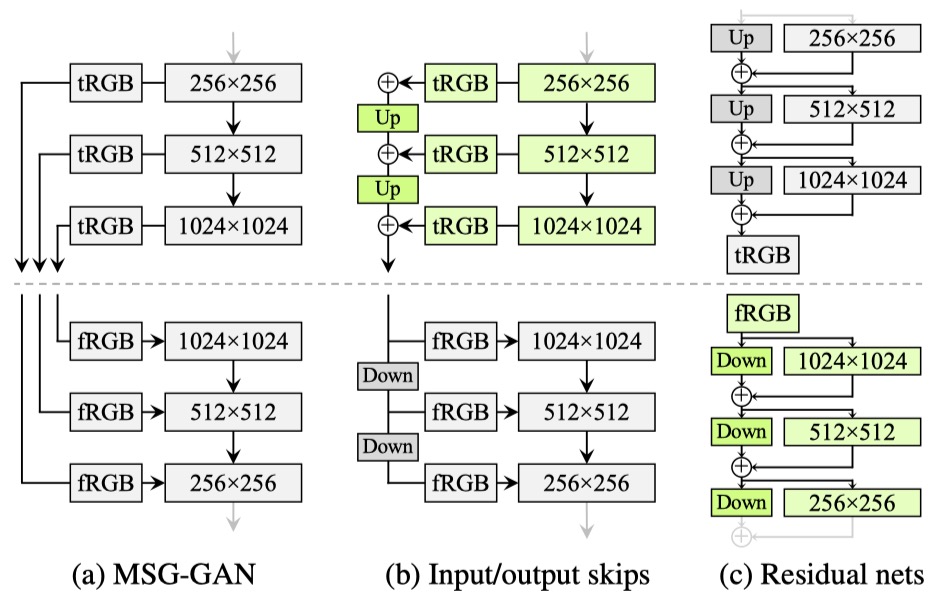 tRGB 256×256
tRGB 512×512
tRGB 1024×1024
fRGB 1024×1024
fRGB 512×512
fRGB 256×256
(a) MSG-GAN
tRGB 256×256
Up
tRGB 512×512
Up
tRGB 1024×1024
fRGB 1024×1024
Down
fRGB 512×512
Down
fRGB 256×256
(b) Input/output skips
Up 256×256
Up 512×512
Up 1024×1024
tRGB
fRGB
Down 1024×1024
Down 512×512
Down 256×256
(c) Residual nets